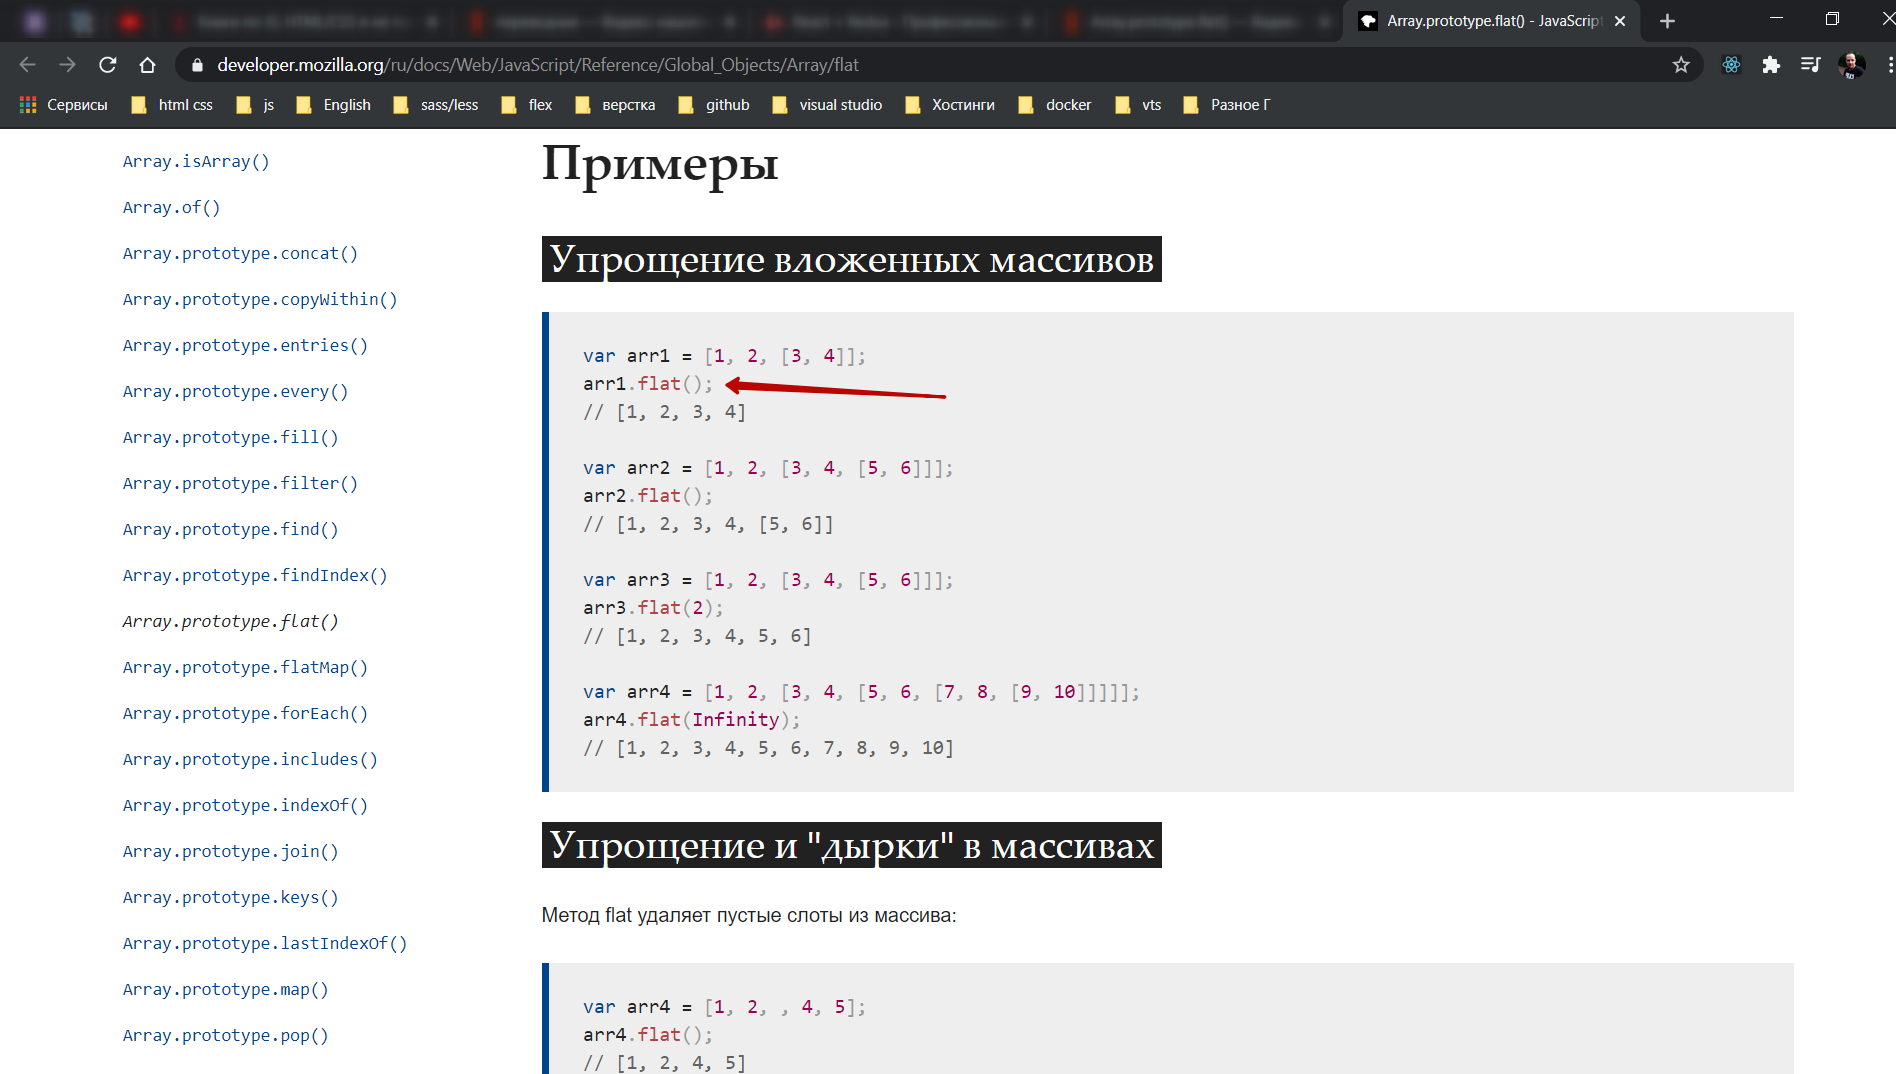 Array.prototype.flat() - JavaScript
developer.mozilla.org/ru/docs/Web/JavaScript/Reference/Global_Objects/Array/flat
Сервисы html css js English sass/less flex верстка github visual studio Хостинги docker vts Разное Г
Array.isArray()
Array.of()
Array.prototype.concat()
Array.prototype.copyWithin()
Array.prototype.entries()
Array.prototype.every()
Array.prototype.fill()
Array.prototype.filter()
Array.prototype.find()
Array.prototype.findIndex()
Array.prototype.flat()
Array.prototype.flatMap()
Array.prototype.forEach()
Array.prototype.includes()
Array.prototype.indexOf()
Array.prototype.join()
Array.prototype.keys()
Array.prototype.lastIndexOf()
Array.prototype.map()
Array.prototype.pop()
Примеры
Упрощение вложенных массивов
var arr1 = [1, 2, [3, 4]];
arr1.flat();
// [1, 2, 3, 4]
var arr2 = [1, 2, [3, 4, [5, 6]]];
arr2.flat();
// [1, 2, 3, 4, [5, 6]]
var arr3 = [1, 2, [3, 4, [5, 6]]];
arr3.flat(2);
// [1, 2, 3, 4, 5, 6]
var arr4 = [1, 2, [3, 4, [5, 6, [7, 8, [9, 10]]]]];
arr4.flat(Infinity);
// [1, 2, 3, 4, 5, 6, 7, 8, 9, 10]
Упрощение и "дырки" в массивах
Метод flat удаляет пустые слоты из массива:
var arr4 = [1, 2, , 4, 5];
arr4.flat();
// [1, 2, 4, 5]